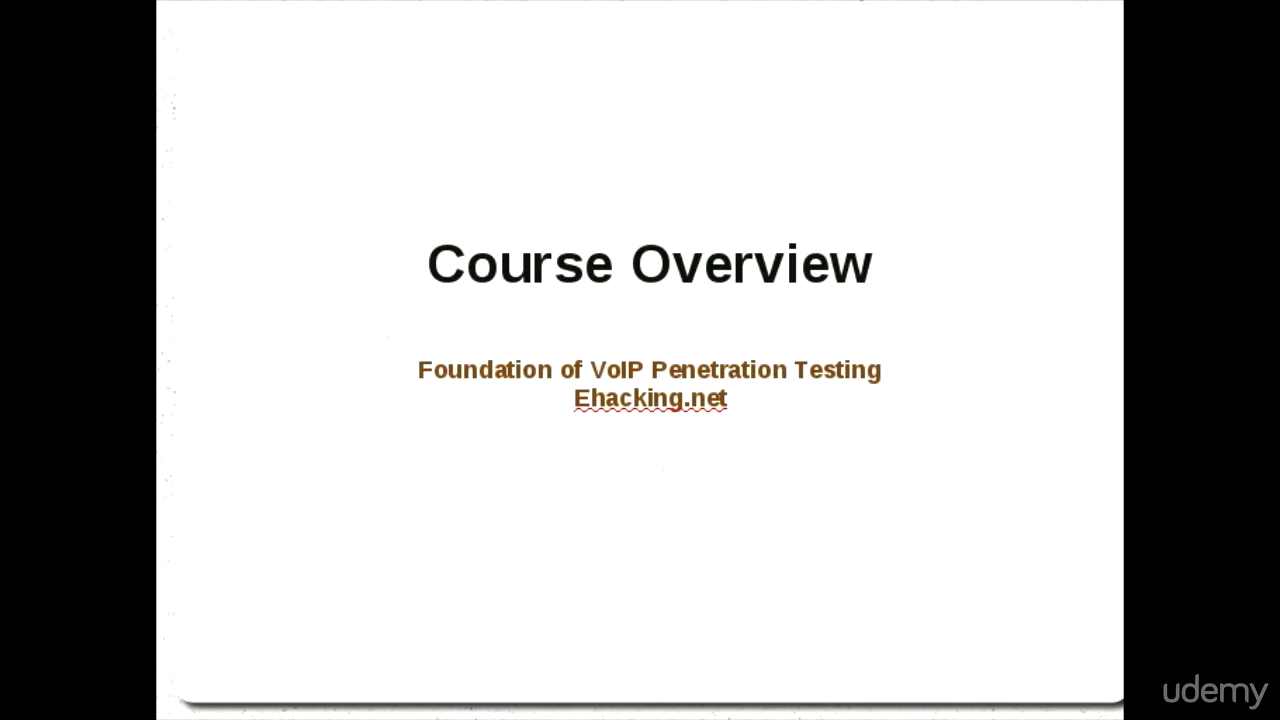 Course Overview
Foundation of VoIP Penetration Testing
Ehacking.net
udemy